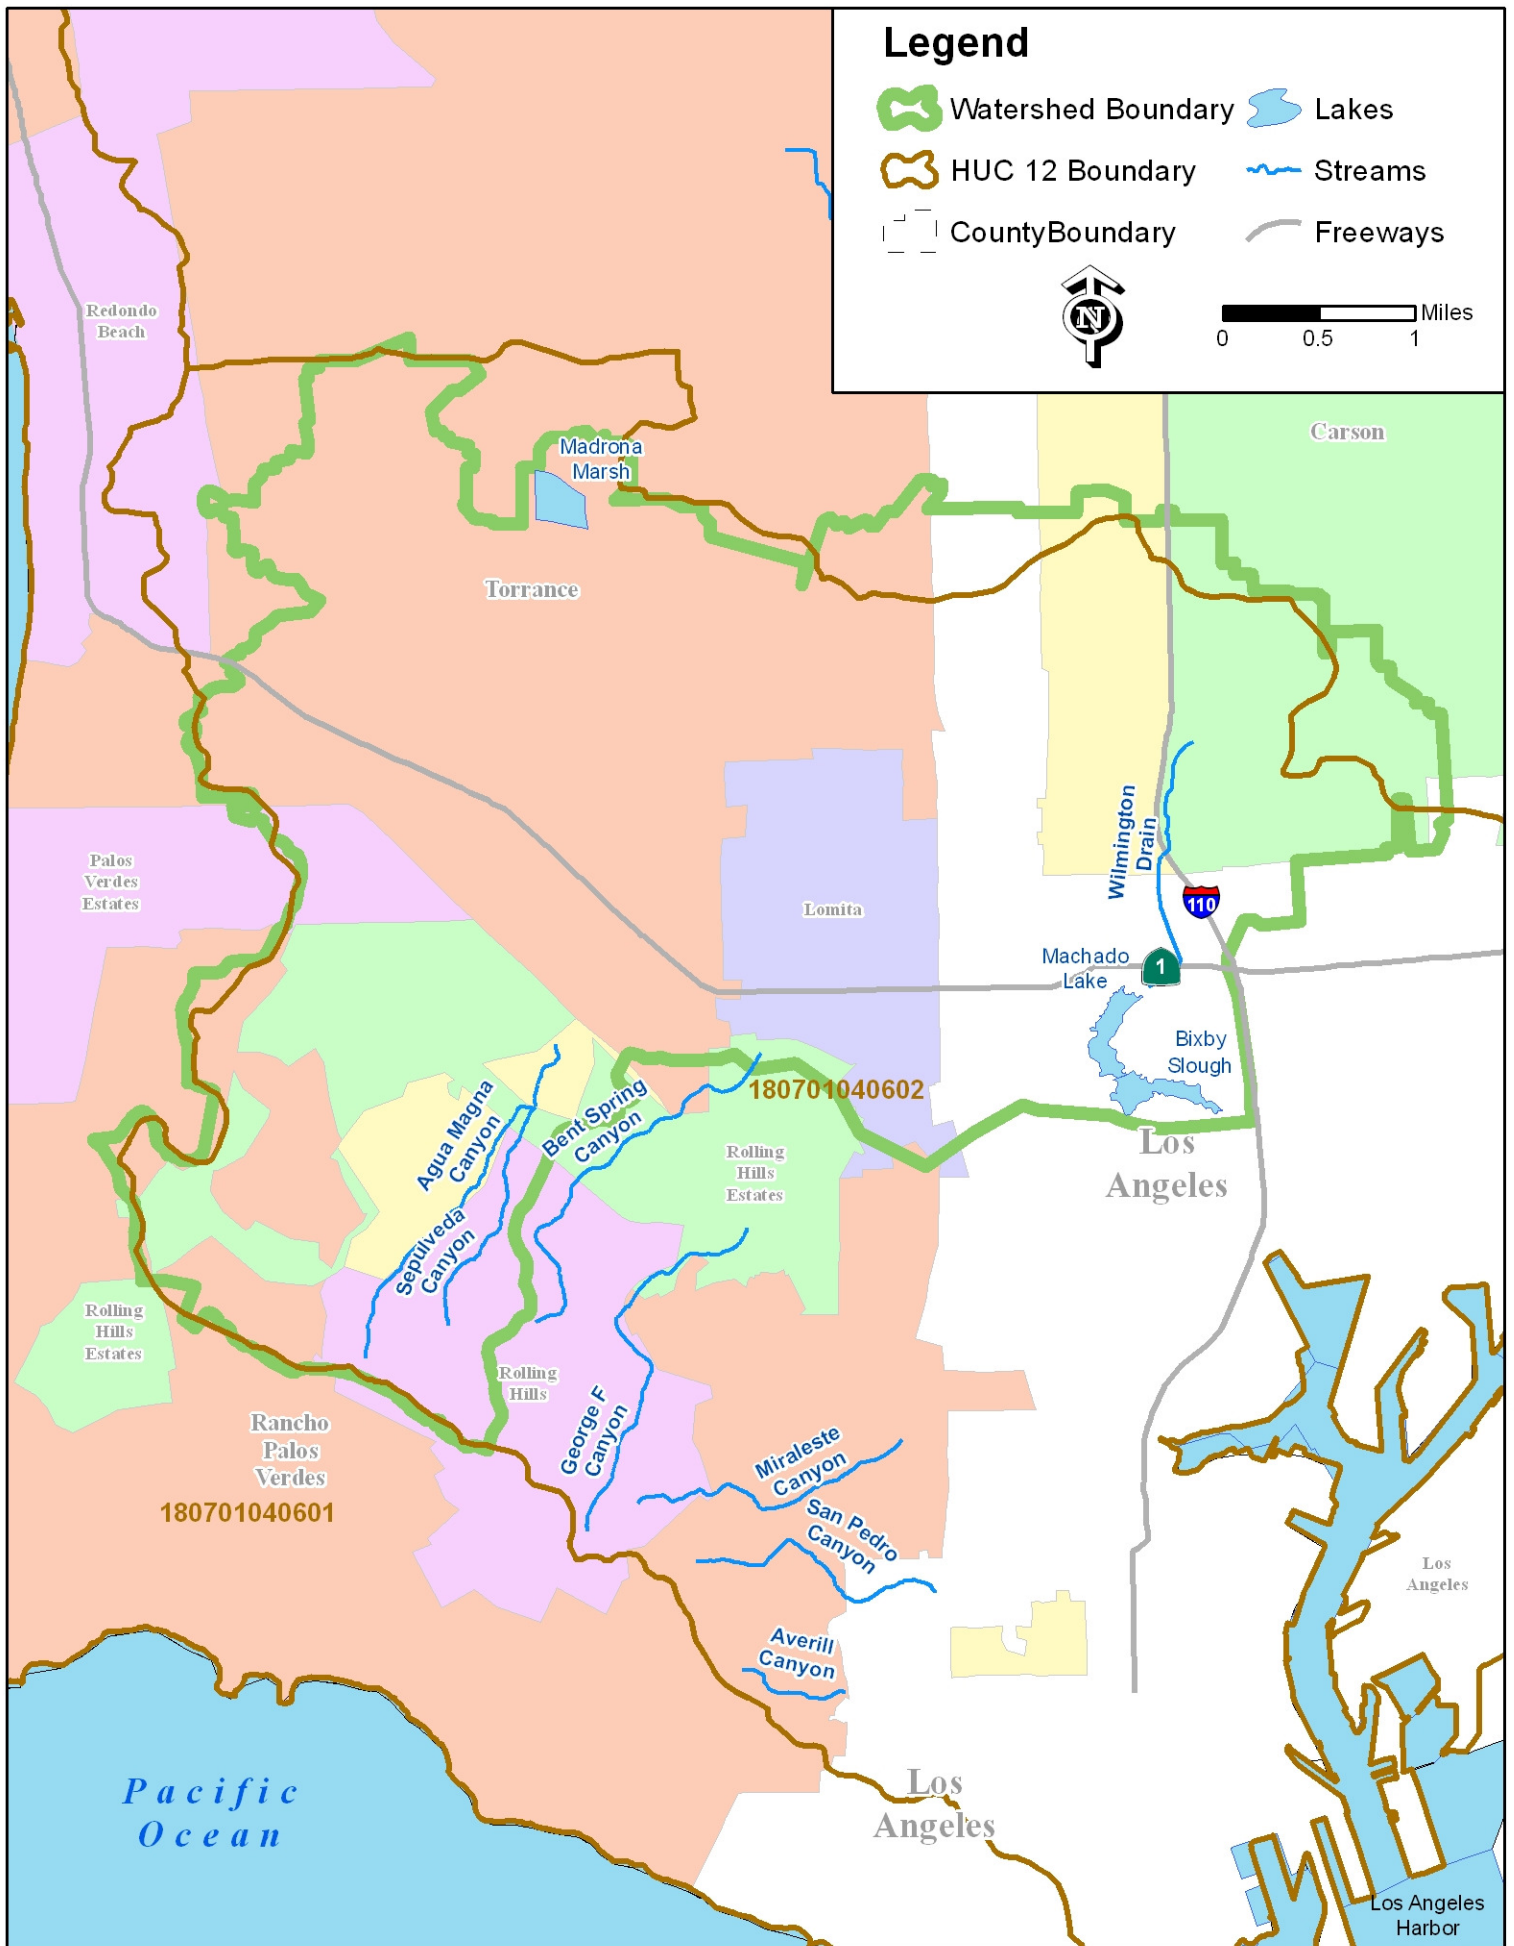 Legend
Watershed Boundary
Lakes
HUC 12 Boundary
Streams
CountyBoundary
Freeways
N
Miles
0 0.5 1
Redondo
Beach
Carson
Madrona
Marsh
Torrance
Wilmington
Drain
Palos
Verdes
Estates
Lomita
110
Machado
Lake
1
Bixby
Slough
180701040602
Agua Magna
Canyon
Bent Spring
Canyon
Los
Angeles
Rolling
Hills
Estates
Sepulveda
Canyon
Rolling
Hills
Estates
Rolling
Hills
George F
Canyon
Rancho
Palos
Verdes
180701040601
Miraleste
Canyon
San Pedro
Canyon
Los
Angeles
Averill
Canyon
Pacific
Ocean
Los
Angeles
Los Angeles
Harbor